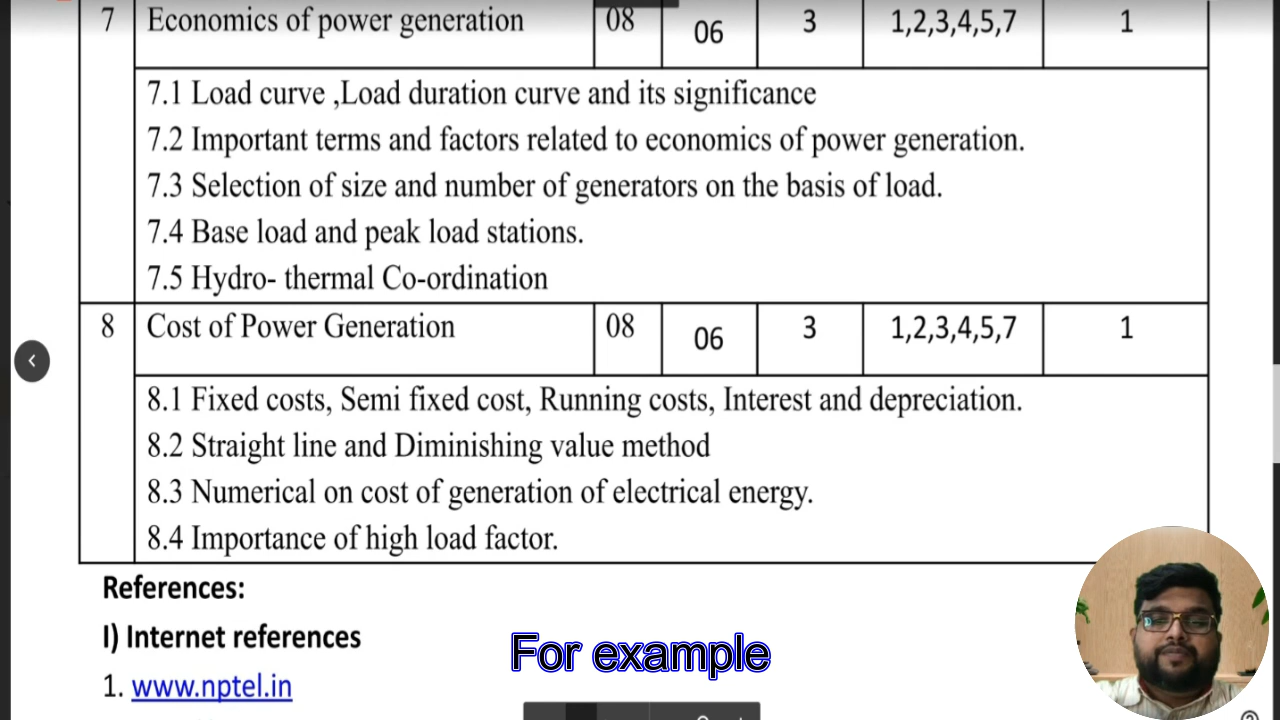 7 Economics of power generation 08 06 3 1,2,3,4,5,7 1
7.1 Load curve ,Load duration curve and its significance
7.2 Important terms and factors related to economics of power generation.
7.3 Selection of size and number of generators on the basis of load.
7.4 Base load and peak load stations.
7.5 Hydro- thermal Co-ordination
8 Cost of Power Generation 08 06 3 1,2,3,4,5,7 1
8.1 Fixed costs, Semi fixed cost, Running costs, Interest and depreciation.
8.2 Straight line and Diminishing value method
8.3 Numerical on cost of generation of electrical energy.
8.4 Importance of high load factor.
References:
I) Internet references
For example
1. www.nptel.in